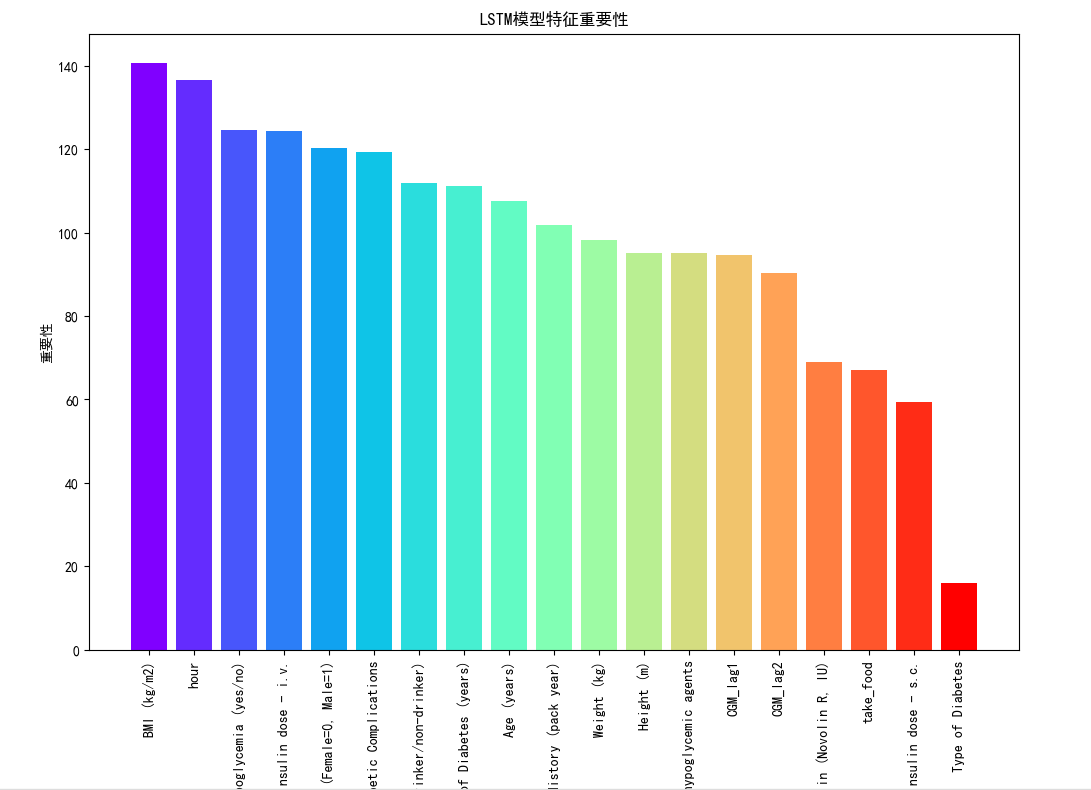 LSTM模型特征重要性
重要性
140
120
100
80
60
40
20
0
BMI (kg/m2)
hour
poglycemia (yes/no)
nsulin dose - i.v.
(Female=0, Male=1)
etic Complications
inker/non-drinker)
of Diabetes (years)
Age (years)
istory (pack year)
Weight (kg)
Height (m)
hypoglycemic agents
CGM_lag1
CGM_lag2
in (Novolin R, IU)
take_food
nsulin dose - s.c.
Type of Diabetes